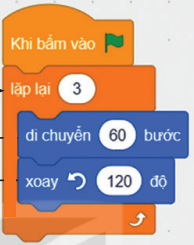 Khi bấm vào
lặp lại 3
di chuyển 60 bước
xoay 120 độ